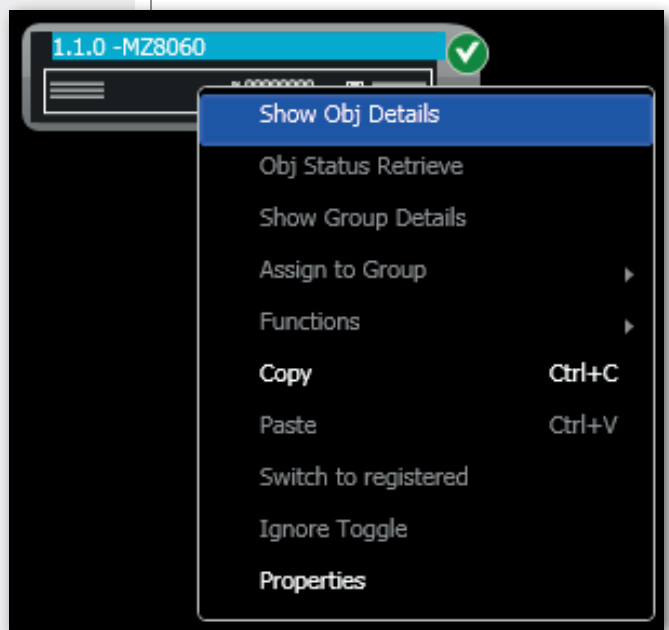 1.1.0 -MZ8060
Show Obj Details
Obj Status Retrieve
Show Group Details
Assign to Group
Functions
Copy Ctrl+C
Paste Ctrl+V
Switch to registered
Ignore Toggle
Properties